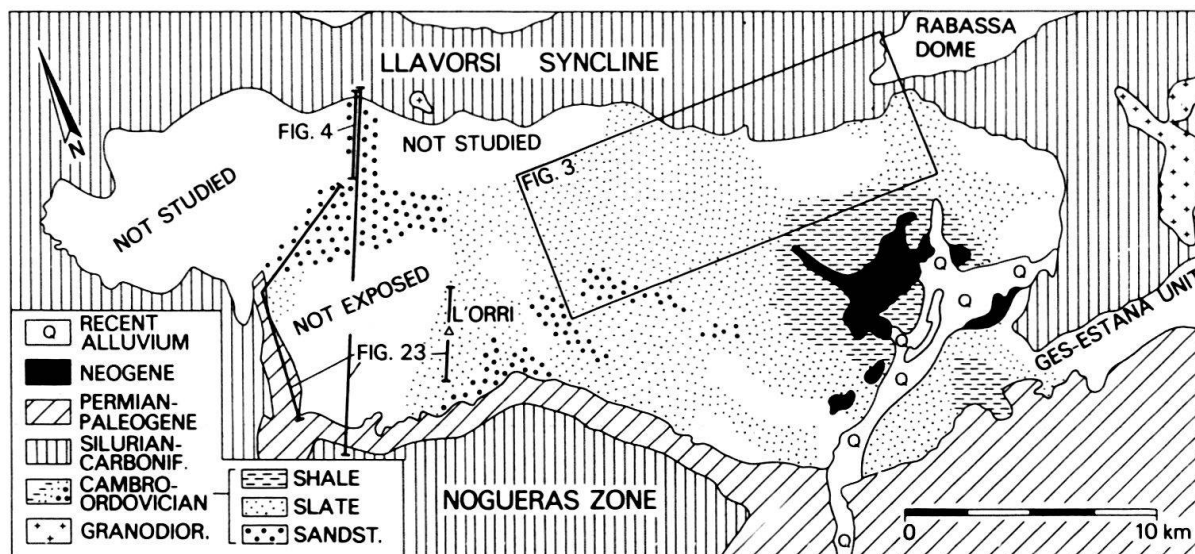 RABASSA
DOME
LLAVORSI SYNCLINE
FIG. 4
NOT STUDIED
N
FIG. 3
NOT STUDIED
NOT EXPOSED
L'ORRI
FIG. 23
Q
Q
Q
Q
Q
Q
Q
GES-ESTANA UNIT
NOGUERAS ZONE
Q RECENT
ALLUVIUM
NEOGENE
PERMIAN-
PALEOGENE
SILURIAN-
CARBONIF.
CAMBRO-
ORDOVICIAN
GRANODIOR.
SHALE
SLATE
SANDST.
0 10 km